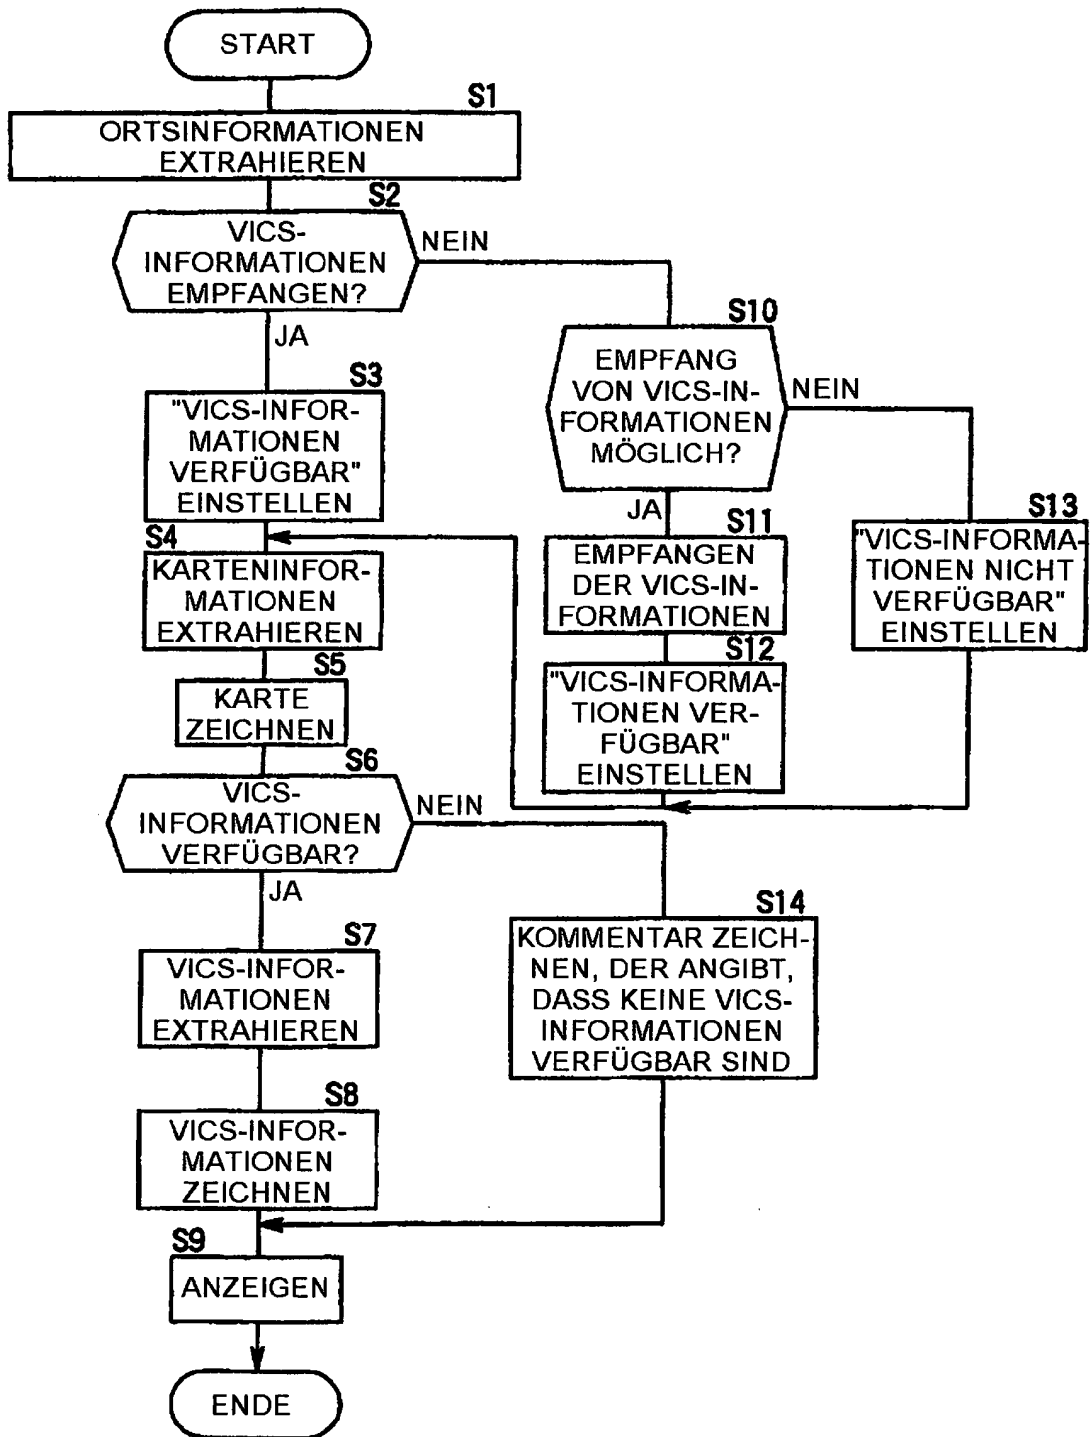 START
S1
ORTSINFORMATIONEN
EXTRAHIEREN
S2
VICS-
INFORMATIONEN
EMPFANGEN?
NEIN
JA
S3
"VICS-INFOR-
MATIONEN
VERFÜGBAR"
EINSTELLEN
S4
KARTENINFOR-
MATIONEN
EXTRAHIEREN
S5
KARTE
ZEICHNEN
S6
VICS-
INFORMATIONEN
VERFÜGBAR?
NEIN
JA
S7
VICS-INFOR-
MATIONEN
EXTRAHIEREN
S8
VICS-INFOR-
MATIONEN
ZEICHNEN
S9
ANZEIGEN
ENDE
S10
EMPFANG
VON VICS-IN-
FORMATIONEN
MÖGLICH?
NEIN
JA
S11
EMPFANGEN
DER VICS-IN-
FORMATIONEN
S12
"VICS-INFORMA-
TIONEN VER-
FÜGBAR"
EINSTELLEN
S13
"VICS-INFORMA-
TIONEN NICHT
VERFÜGBAR"
EINSTELLEN
S14
KOMMENTAR ZEICH-
NEN, DER ANGIBT,
DASS KEINE VICS-
INFORMATIONEN
VERFÜGBAR SIND